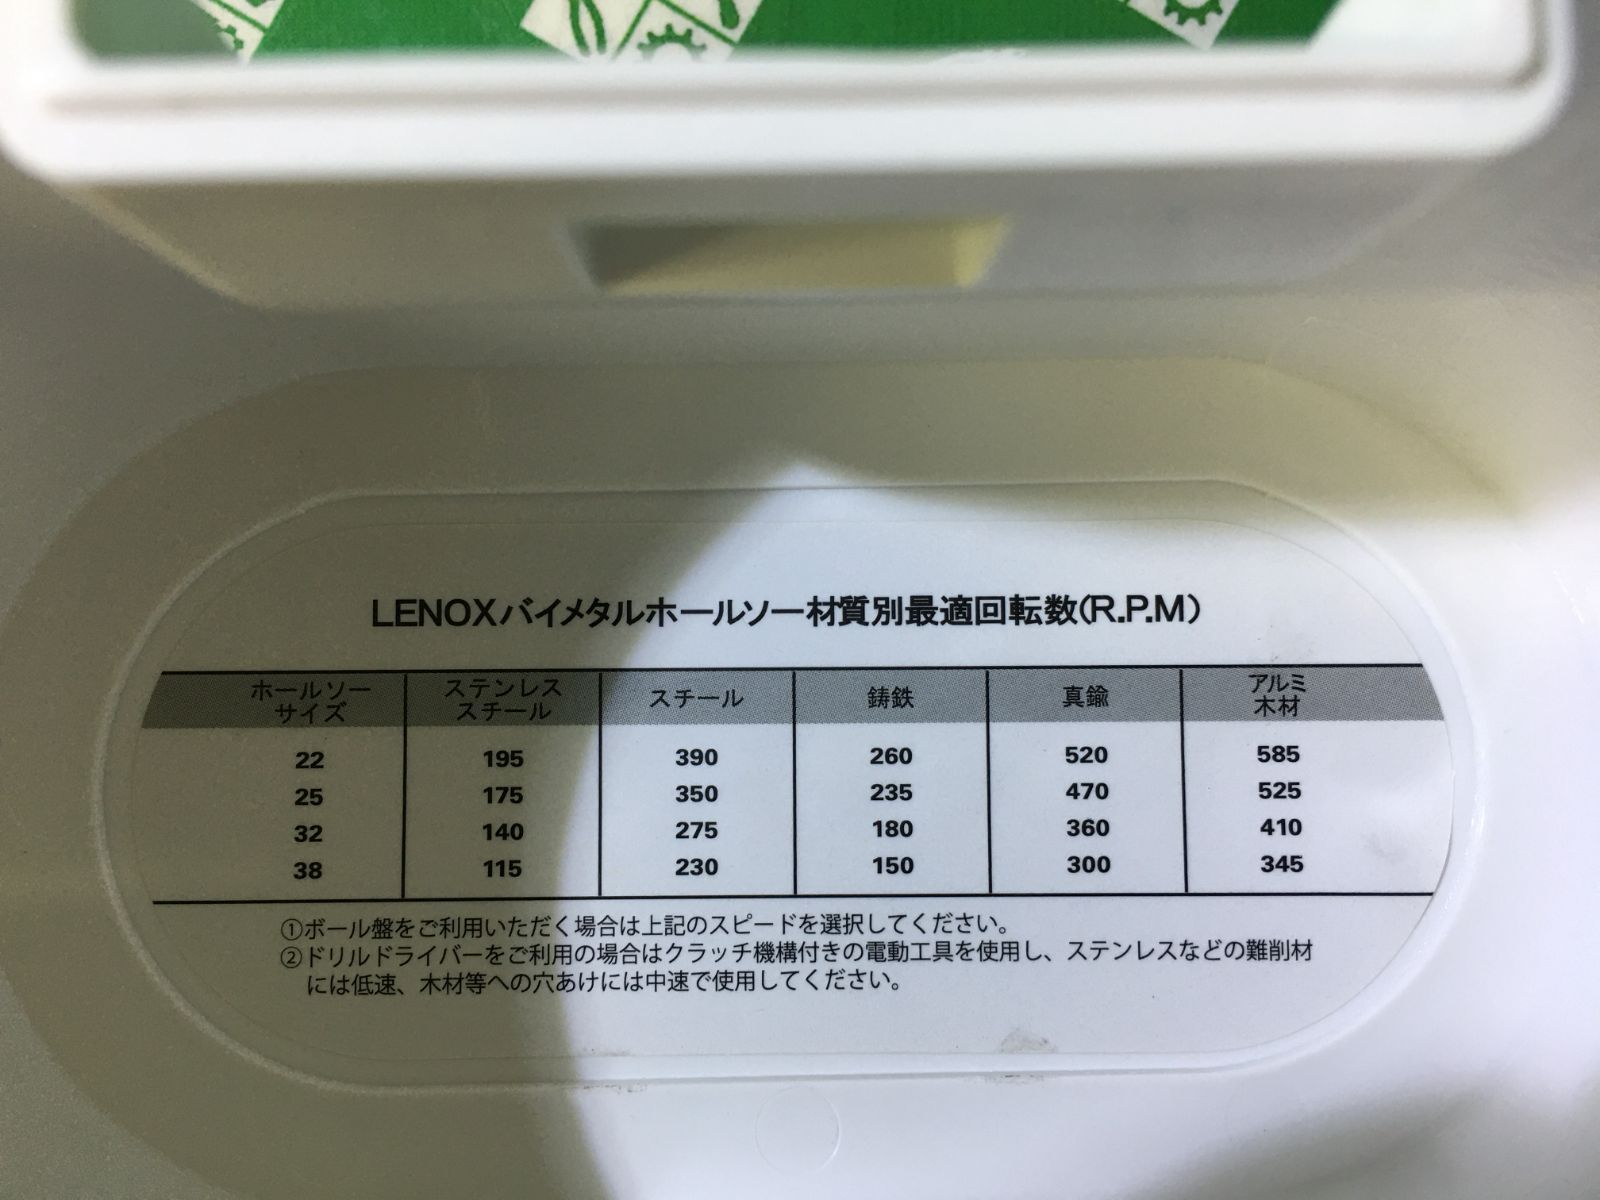 LENOXバイメタルホールソー材質別最適回転数(R.P.M)
ホールソー
サイズ
ステンレス
スチール
スチール
鋳鉄
真鍮
アルミ
木材
22 195 390 260 520 585
25 175 350 235 470 525
32 140 275 180 360 410
38 115 230 150 300 345
①ボール盤をご利用いただく場合は上記のスピードを選択してください。
②ドリルドライバーをご利用の場合はクラッチ機構付きの電動工具を使用し、ステンレスなどの難削材
には低速、木材等への穴あけには中速で使用してください。